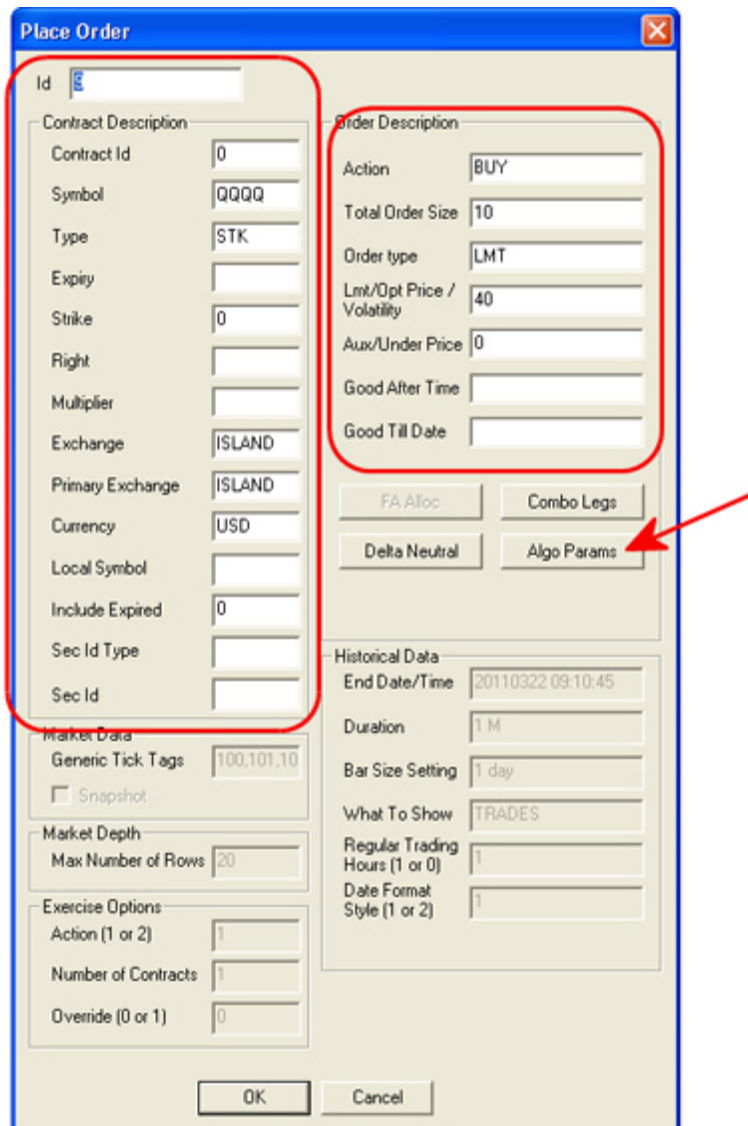 Place Order
Id
Contract Description
Contract Id 0
Symbol QQQQ
Type STK
Expiry
Strike 0
Right
Multiplier
Exchange ISLAND
Primary Exchange ISLAND
Currency USD
Local Symbol
Include Expired 0
Sec Id Type
Sec Id
Market Data
Generic Tick Tags 100,101,10
Snapshot
Market Depth
Max Number of Rows 20
Exercise Options
Action (1 or 2) 1
Number of Contracts 1
Override (0 or 1) 0
Order Description
Action BUY
Total Order Size 10
Order type LMT
Lmt/Opt Price /
Volatility 40
Aux/Under Price 0
Good After Time
Good Till Date
FA Alloc Combo Legs
Delta Neutral Algo Params
Historical Data
End Date/Time 20110322 09:10:45
Duration 1 M
Bar Size Setting 1 day
What To Show TRADES
Regular Trading
Hours (1 or 0) 1
Date Format
Style (1 or 2) 1
OK Cancel